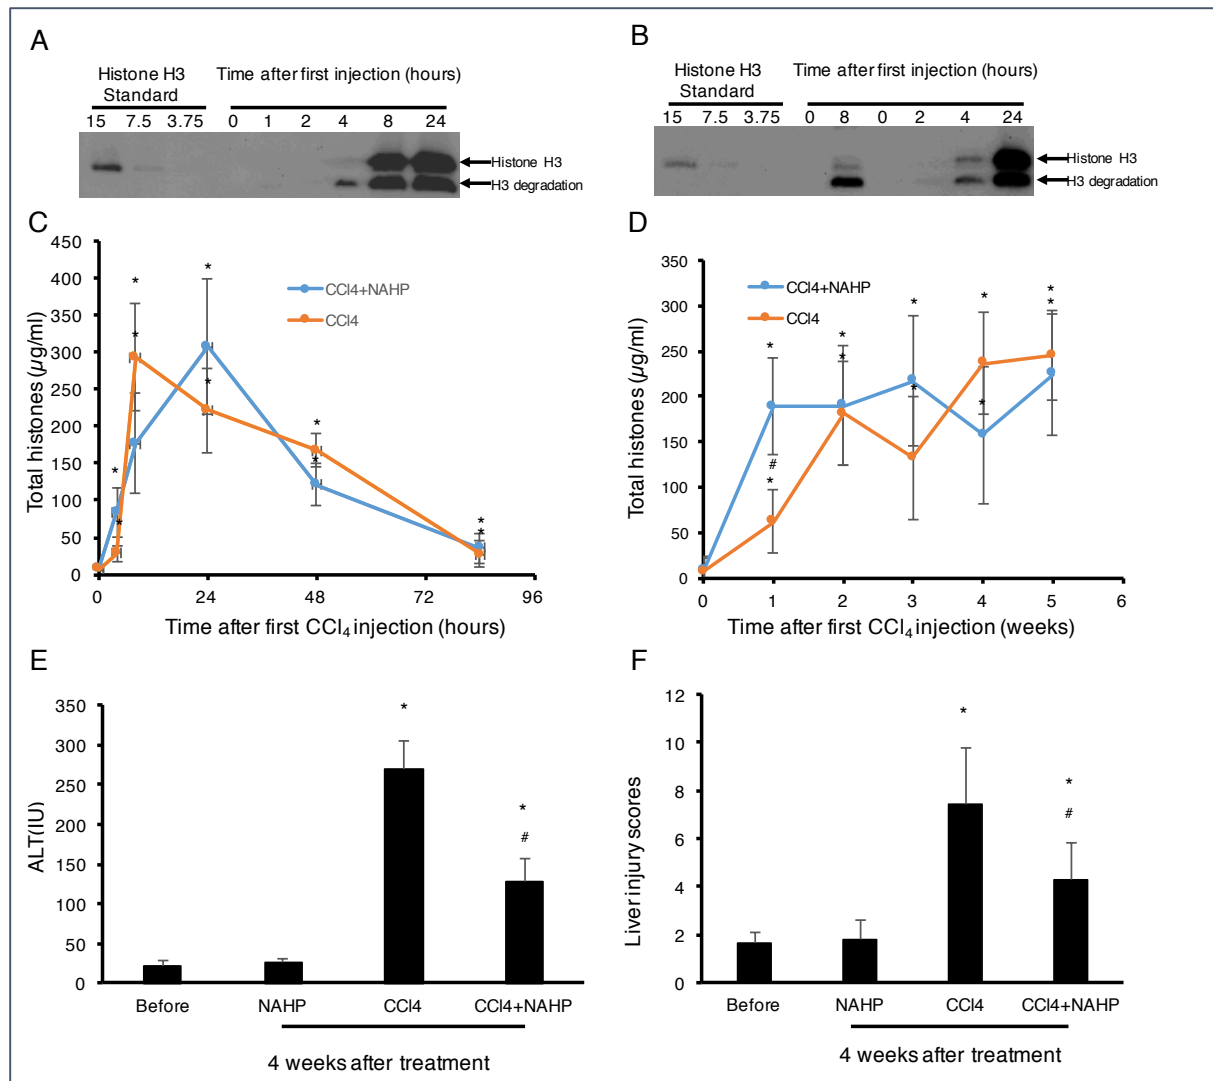 A
B
Histone H3
Standard
Time after first injection (hours)
15 7.5 3.75 0 1 2 4 8 24
Histone H3
H3 degradation
Histone H3
Standard
Time after first injection (hours)
15 7.5 3.75 0 8 0 2 4 24
Histone H3
H3 degradation
C
Total histones (µg/ml)
450
400
350
300
250
200
150
100
50
0
CCl4+NAHP
CCl4
* * * * * * * * * *
0 24 48 72 96
Time after first CCl₄ injection (hours)
D
Total histones (µg/ml)
350
300
250
200
150
100
50
0
CCl4+NAHP
CCl4
* # * * * * * * * * *
0 1 2 3 4 5 6
Time after first CCl₄ injection (weeks)
E
ALT(IU)
350
300
250
200
150
100
50
0
*
*
#
Before NAHP CCl4 CCl4+NAHP
4 weeks after treatment
F
Liver injury scores
12
10
8
6
4
2
0
*
*
#
Before NAHP CCl4 CCl4+NAHP
4 weeks after treatment